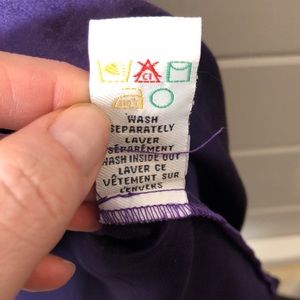 CL
WASH
SEPARATELY
LAVER
SÉPARÉMENT
WASH INSIDE OUT
LAVER CE
VÊTEMENT SUR
L'ENVERS